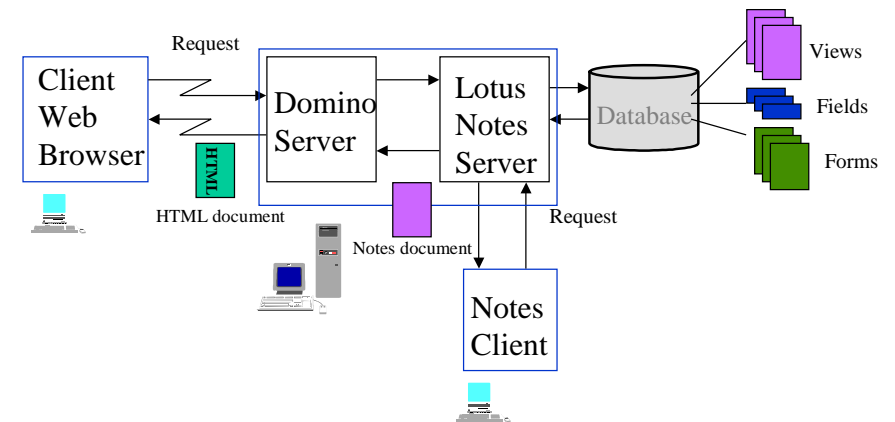 Request
Client
Web
Browser
Domino
Server
Lotus
Notes
Server
Database
Views
Fields
Forms
HTML
HTML document
Notes document
Request
Notes
Client